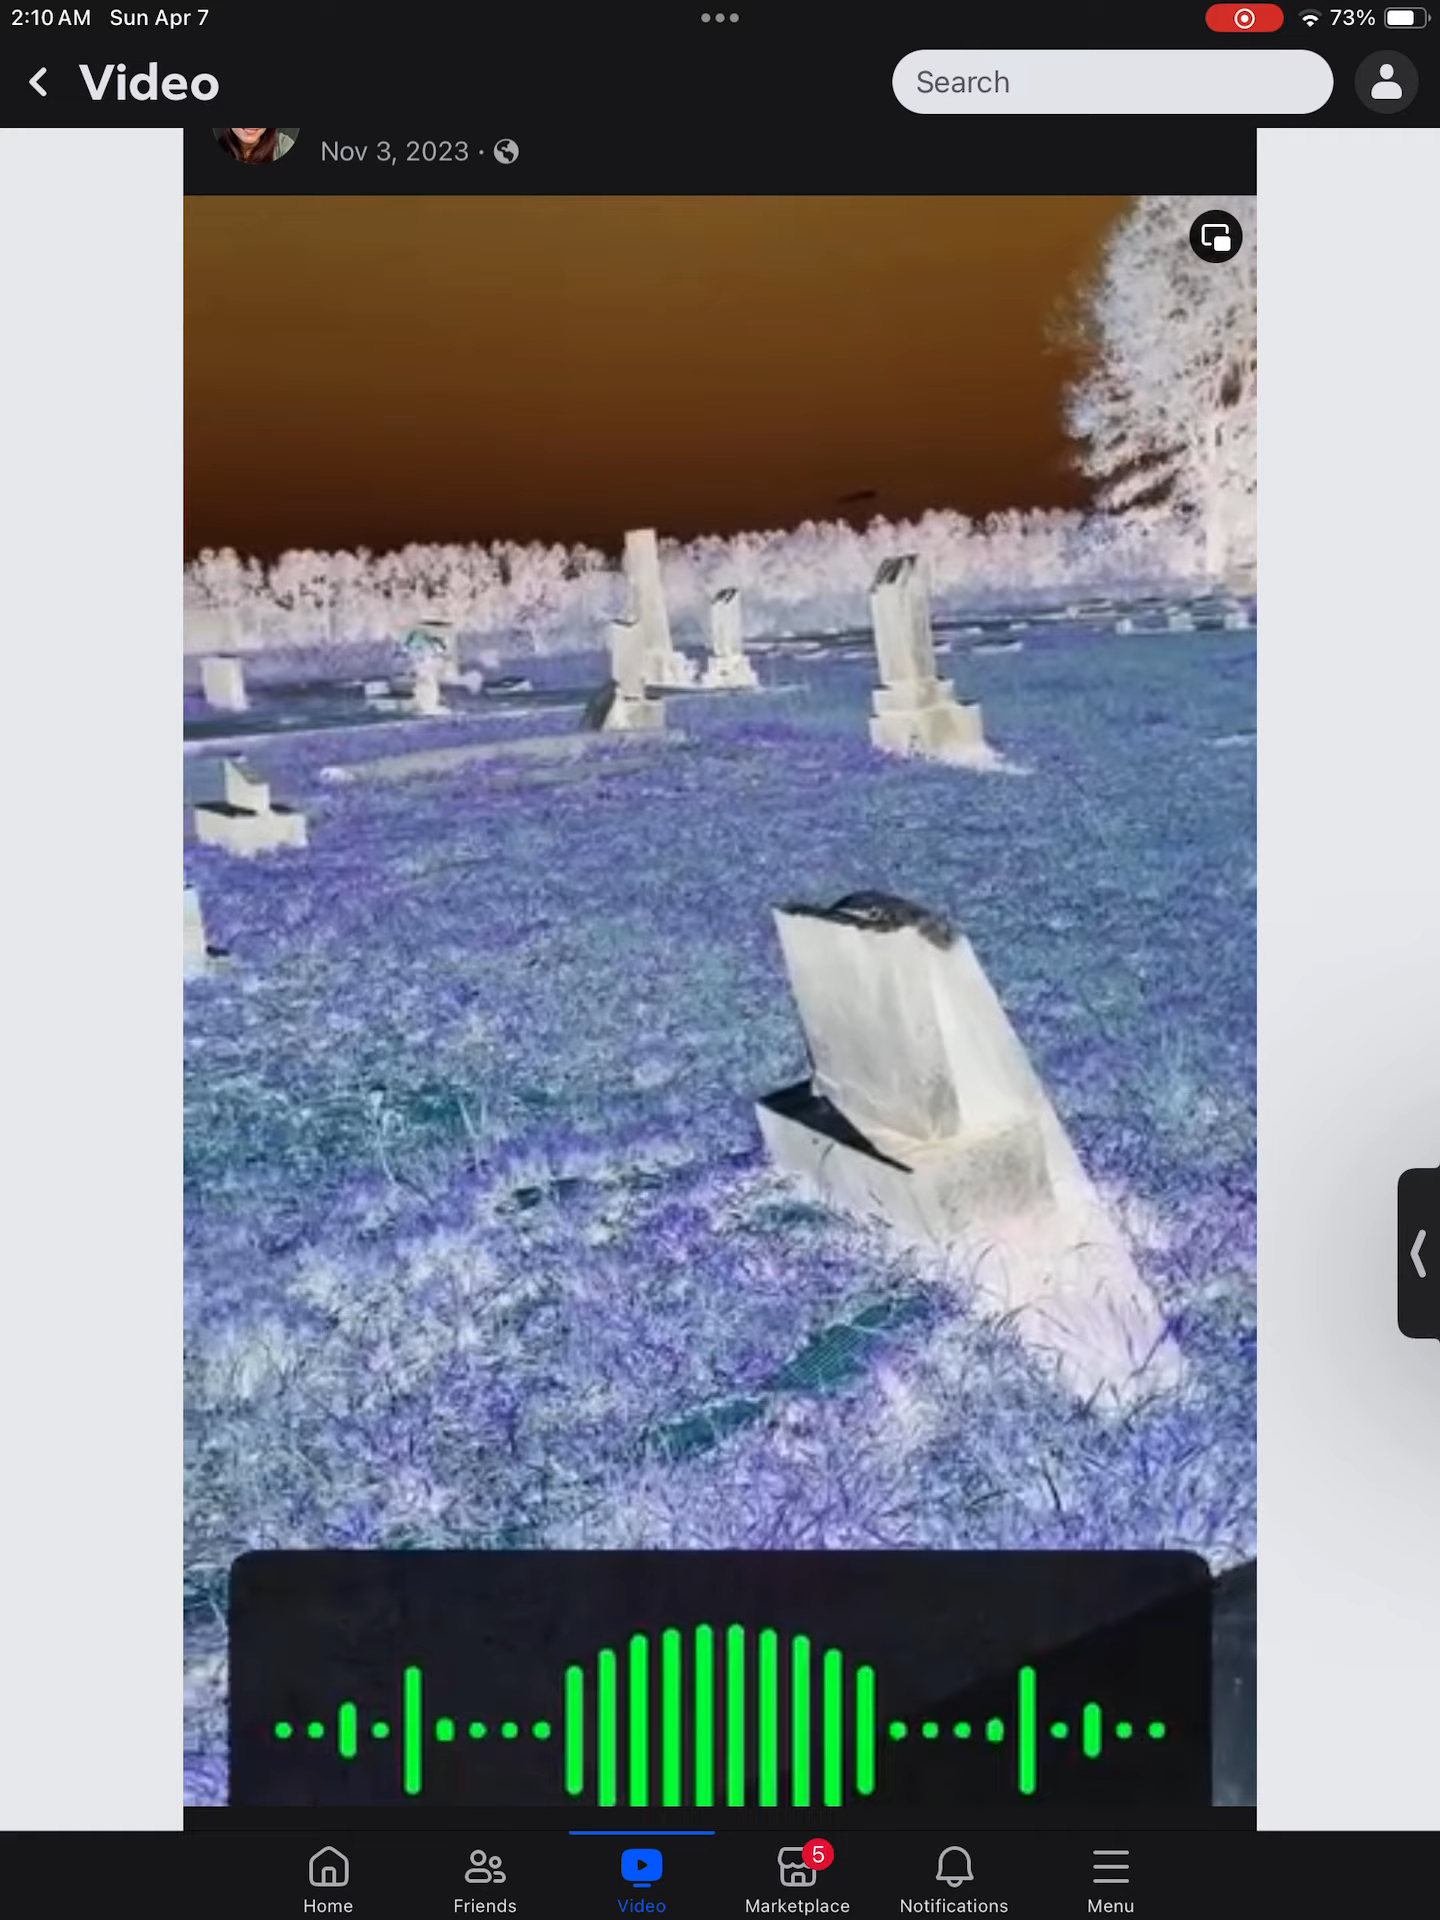 2:10 AM Sun Apr 7
73%
Video
Search
Nov 3, 2023 ·
5
Home
Friends
Video
Marketplace
Notifications
Menu